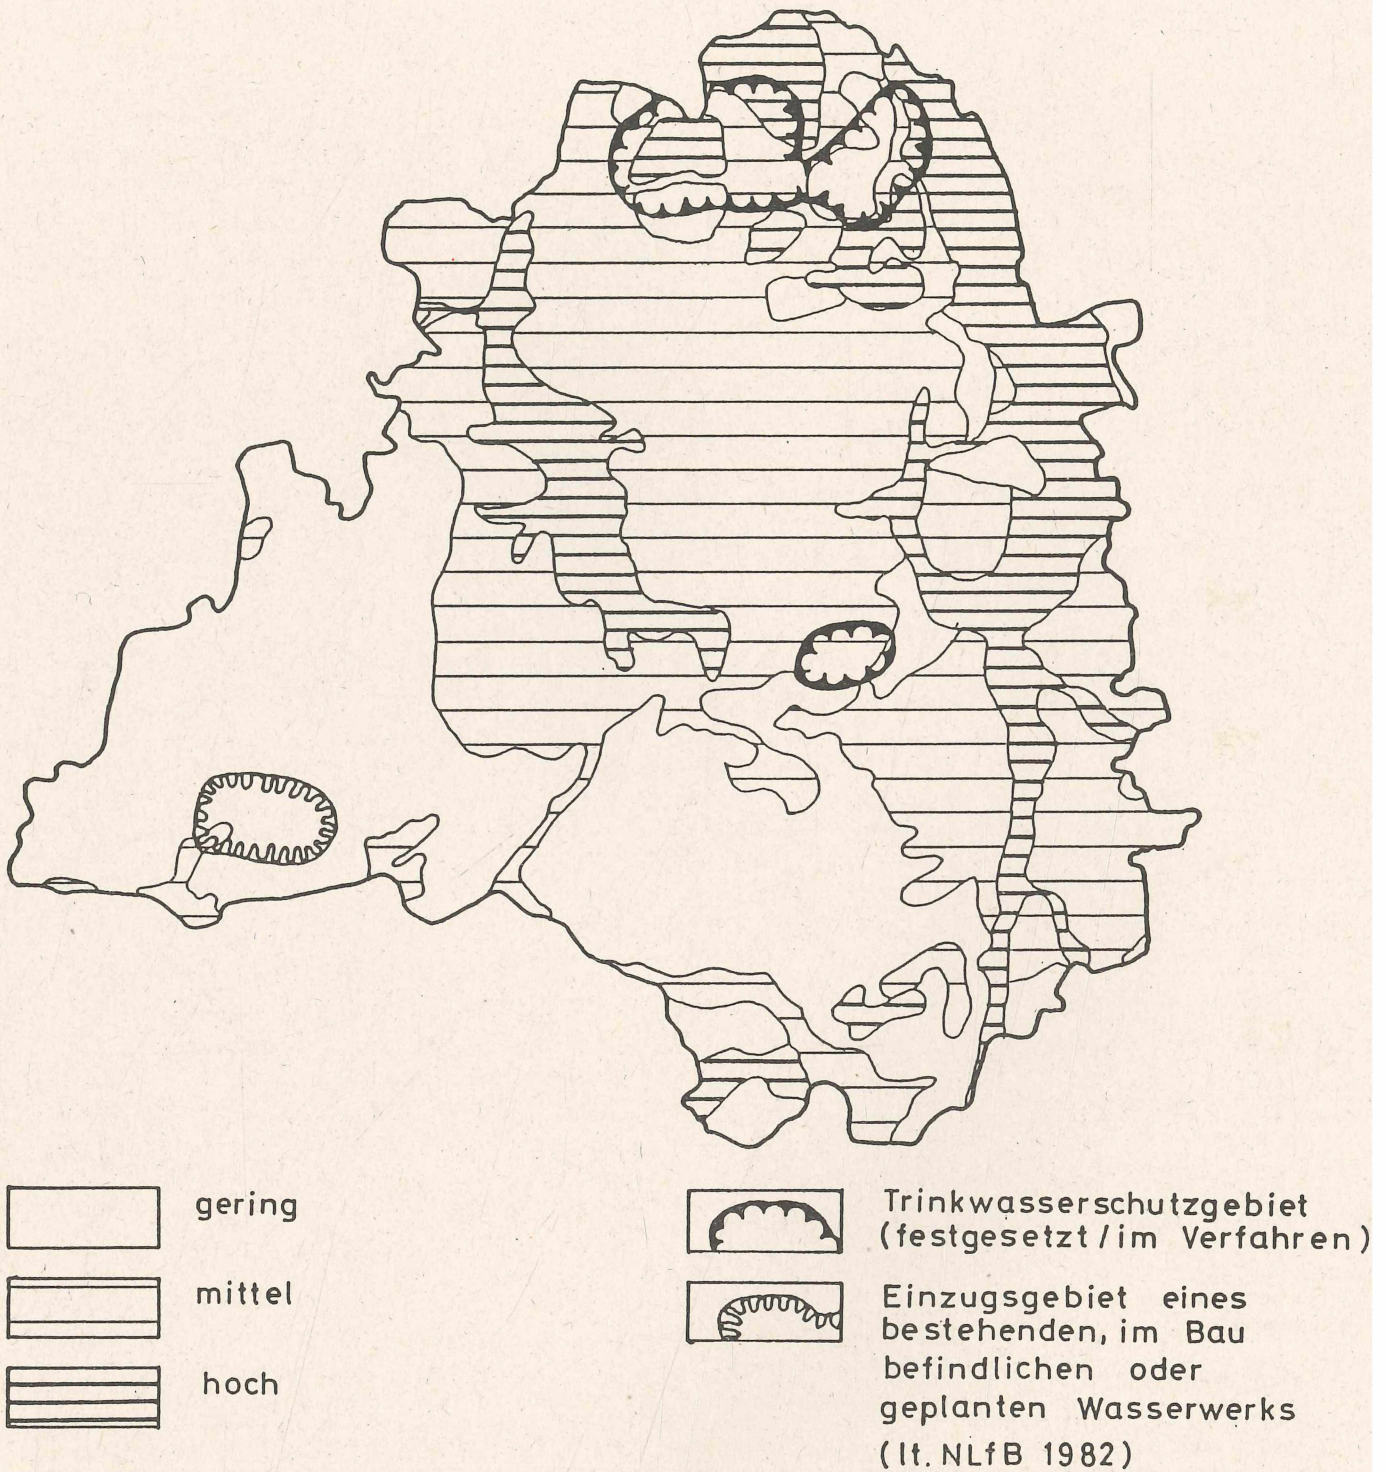 gering
mittel
hoch
Trinkwasserschutzgebiet
(festgesetzt/im Verfahren)
Einzugsgebiet eines
bestehenden, im Bau
befindlichen oder
geplanten Wasserwerks
(lt. NLfB 1982)